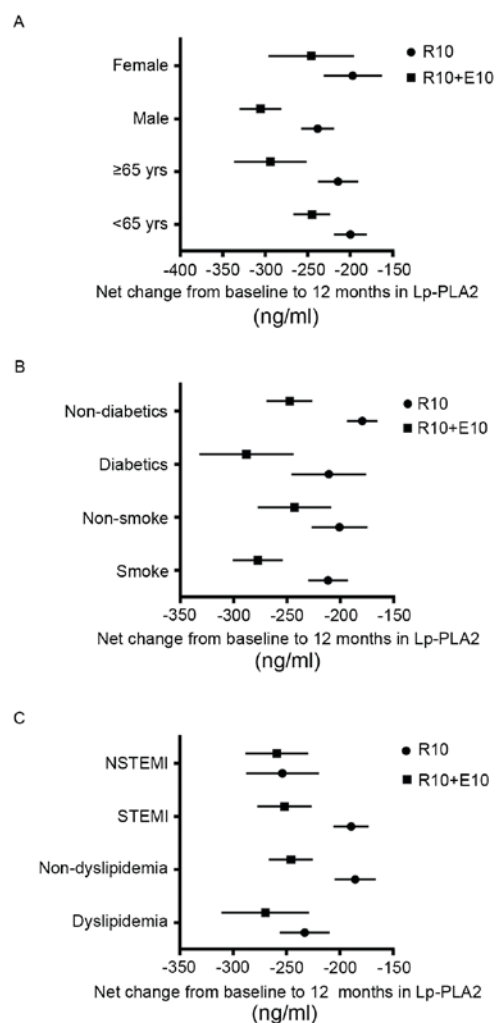 A
Female
Male
≥65 yrs
<65 yrs
R10
R10+E10
-400 -350 -300 -250 -200 -150
Net change from baseline to 12 months in Lp-PLA2
(ng/ml)
B
Non-diabetics
Diabetics
Non-smoke
Smoke
R10
R10+E10
-350 -300 -250 -200 -150
Net change from baseline to 12 months in Lp-PLA2
(ng/ml)
C
NSTEMI
STEMI
Non-dyslipidemia
Dyslipidemia
R10
R10+E10
-350 -300 -250 -200 -150
Net change from baseline to 12 months in Lp-PLA2
(ng/ml)